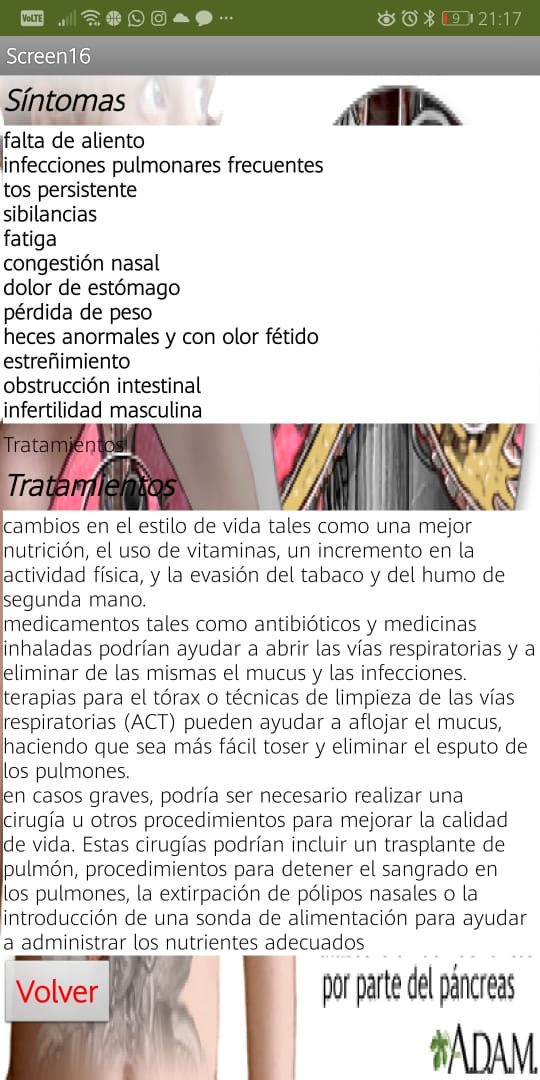 VoLTE 9 21:17
Screen16
Síntomas
falta de aliento
infecciones pulmonares frecuentes
tos persistente
sibilancias
fatiga
congestión nasal
dolor de estómago
pérdida de peso
heces anormales y con olor fétido
estreñimiento
obstrucción intestinal
infertilidad masculina
Tratamientos
Tratamientos
cambios en el estilo de vida tales como una mejor
nutrición, el uso de vitaminas, un incremento en la
actividad física, y la evasión del tabaco y del humo de
segunda mano.
medicamentos tales como antibióticos y medicinas
inhaladas podrían ayudar a abrir las vías respiratorias y a
eliminar de las mismas el mucus y las infecciones.
terapias para el tórax o técnicas de limpieza de las vías
respiratorias (ACT) pueden ayudar a aflojar el mucus,
haciendo que sea más fácil toser y eliminar el esputo de
los pulmones.
en casos graves, podría ser necesario realizar una
cirugía u otros procedimientos para mejorar la calidad
de vida. Estas cirugías podrían incluir un trasplante de
pulmón, procedimientos para detener el sangrado en
los pulmones, la extirpación de pólipos nasales o la
introducción de una sonda de alimentación para ayudar
a administrar los nutrientes adecuados
Volver
por parte del páncreas
A.D.A.M.